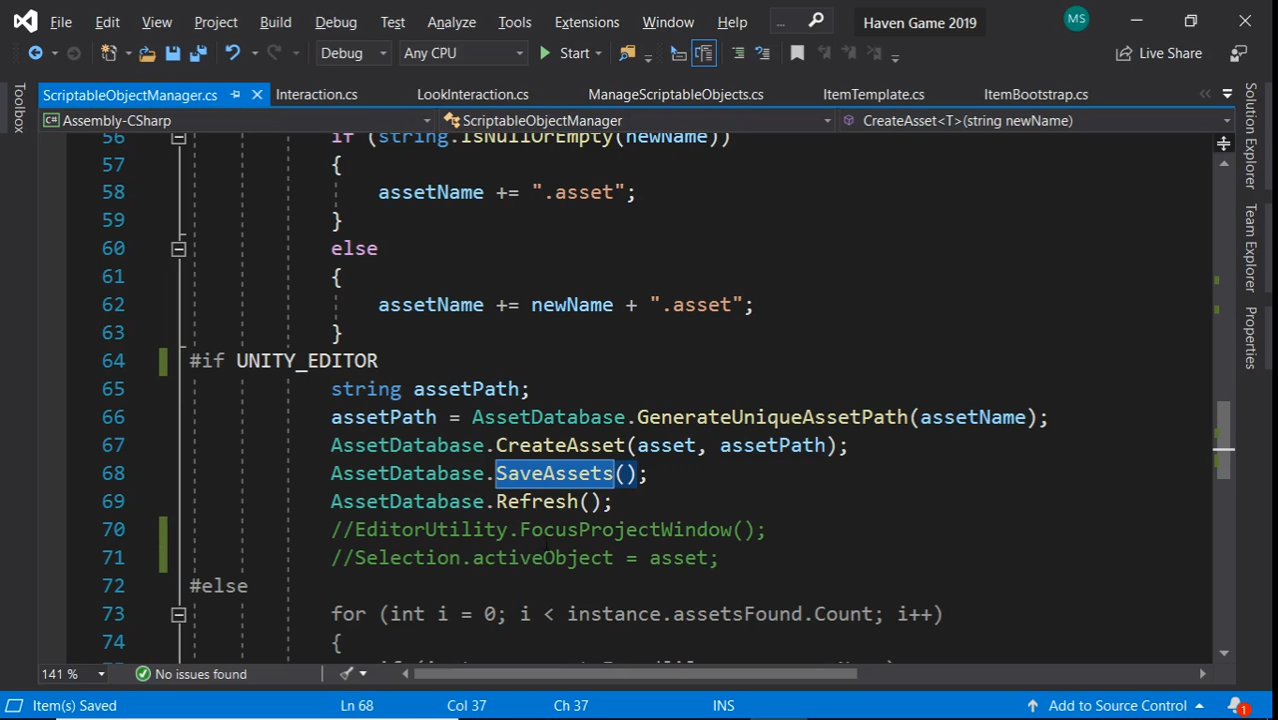 File Edit View Project Build Debug Test Analyze Tools Extensions Window Help ... Haven Game 2019 MS
Debug Any CPU Start Live Share
ScriptableObjectManager.cs Interaction.cs LookInteraction.cs ManageScriptableObjects.cs ItemTemplate.cs ItemBootstrap.cs
Assembly-CSharp ScriptableObjectManager CreateAsset<T>(string newName)
Toolbox
Solution Explorer
Team Explorer
Properties
56 if (string.IsNullOrEmpty(newName))
57 {
58 assetName += ".asset";
59 }
60 else
61 {
62 assetName += newName + ".asset";
63 }
64 #if UNITY_EDITOR
65 string assetPath;
66 assetPath = AssetDatabase.GenerateUniqueAssetPath(assetName);
67 AssetDatabase.CreateAsset(asset, assetPath);
68 AssetDatabase.SaveAssets();
69 AssetDatabase.Refresh();
70 //EditorUtility.FocusProjectWindow();
71 //Selection.activeObject = asset;
72 #else
73 for (int i = 0; i < instance.assetsFound.Count; i++)
74 {
141 % No issues found
Item(s) Saved Ln 68 Col 37 Ch 37 INS Add to Source Control 1